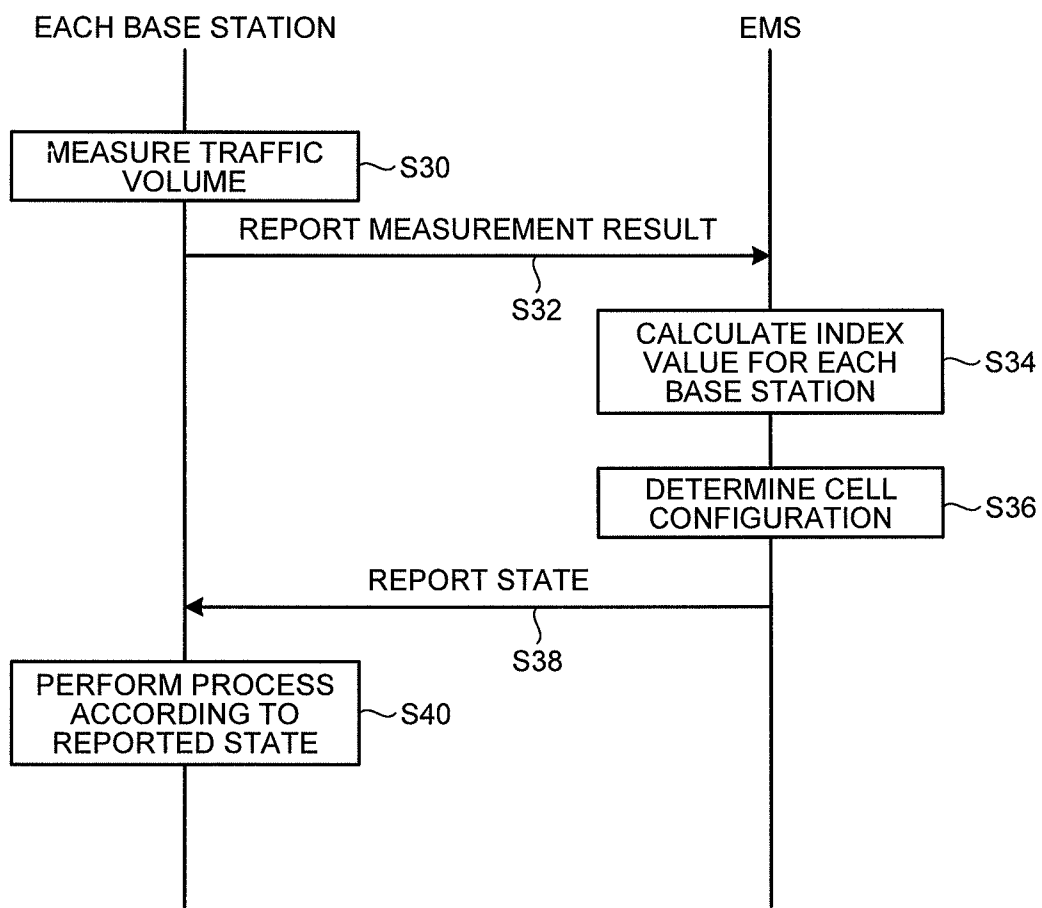 EACH BASE STATION
EMS
MEASURE TRAFFIC
VOLUME
S30
REPORT MEASUREMENT RESULT
S32
CALCULATE INDEX
VALUE FOR EACH
BASE STATION
S34
DETERMINE CELL
CONFIGURATION
S36
REPORT STATE
S38
PERFORM PROCESS
ACCORDING TO
REPORTED STATE
S40